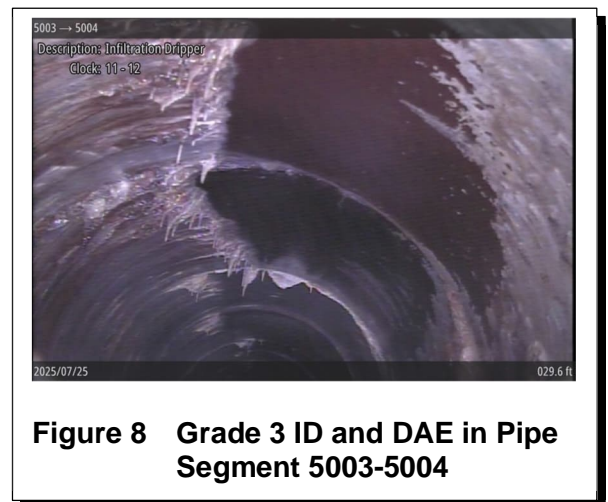 5003 → 5004
Description: Infiltration Dripper
Clock: 11 - 12
2025/07/25
029.6 ft
Figure 8 Grade 3 ID and DAE in Pipe
Segment 5003-5004